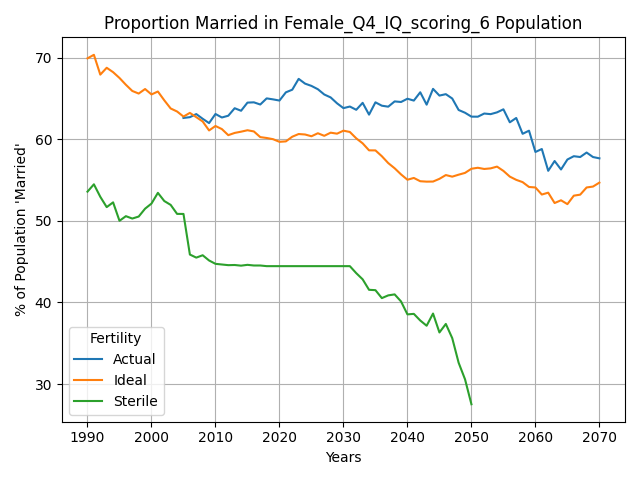 Proportion Married in Female_Q4_IQ_scoring_6 Population
% of Population 'Married'
70
60
50
40
30
Fertility
Actual
Ideal
Sterile
1990 2000 2010 2020 2030 2040 2050 2060 2070
Years